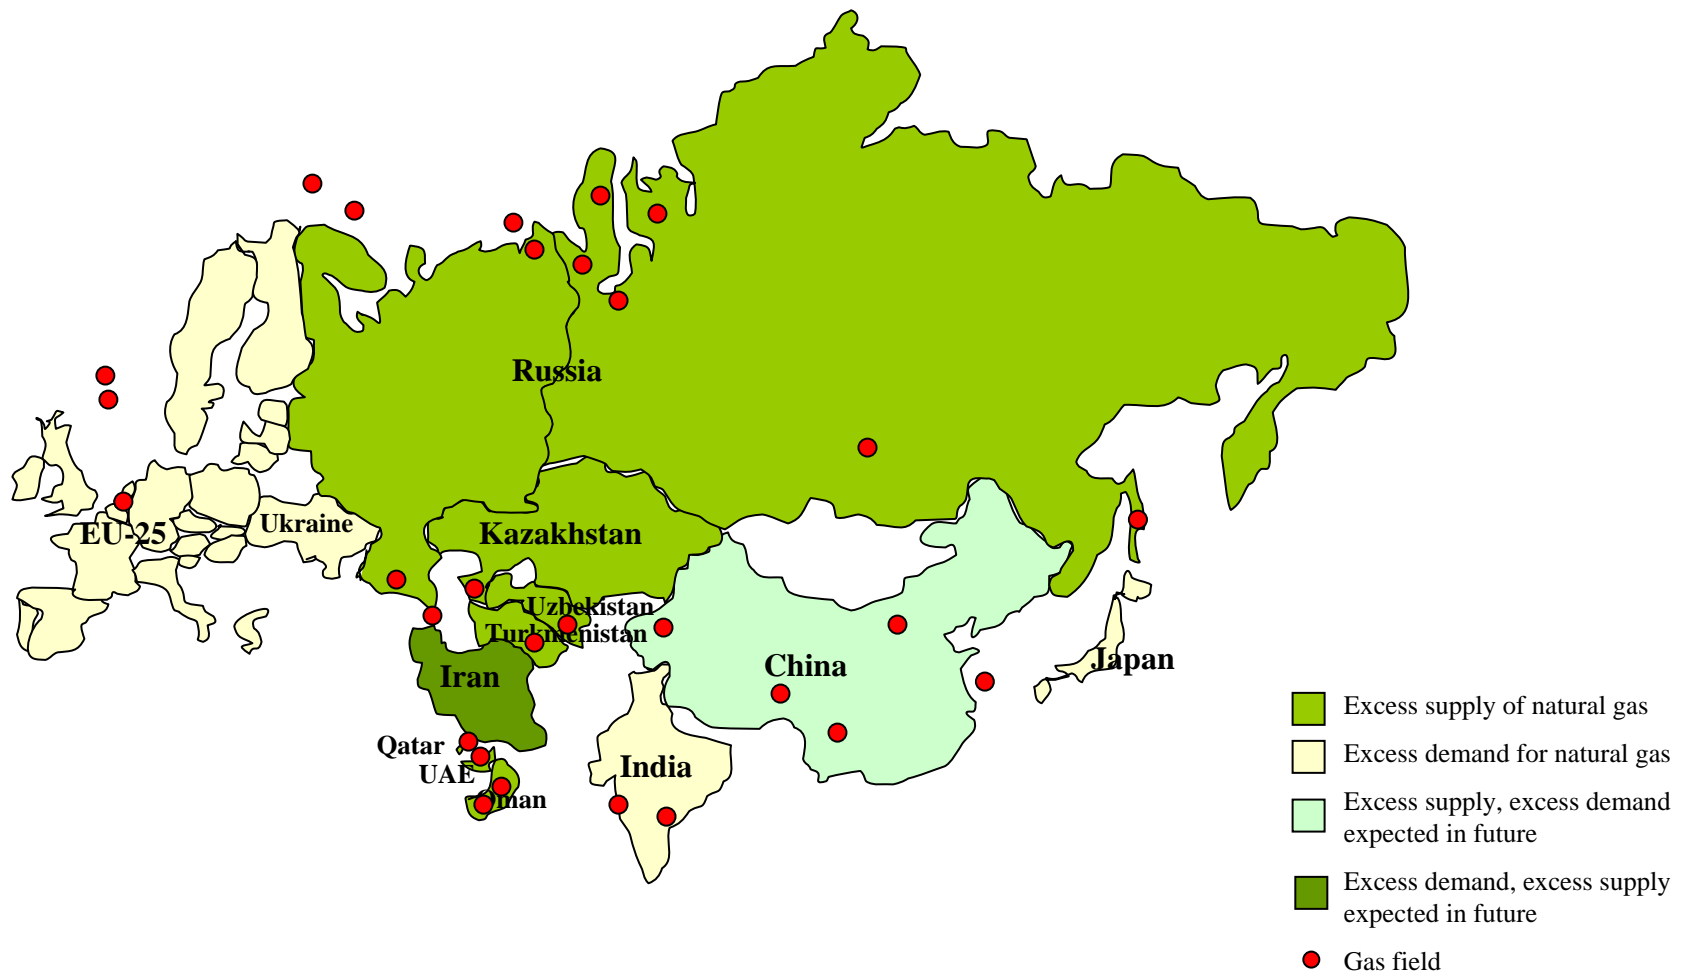 Russia
EU-25
Ukraine
Kazakhstan
Uzbekistan
Turkmenistan
Iran
China
Japan
Qatar
UAE
Oman
India
Excess supply of natural gas
Excess demand for natural gas
Excess supply, excess demand
expected in future
Excess demand, excess supply
expected in future
Gas field